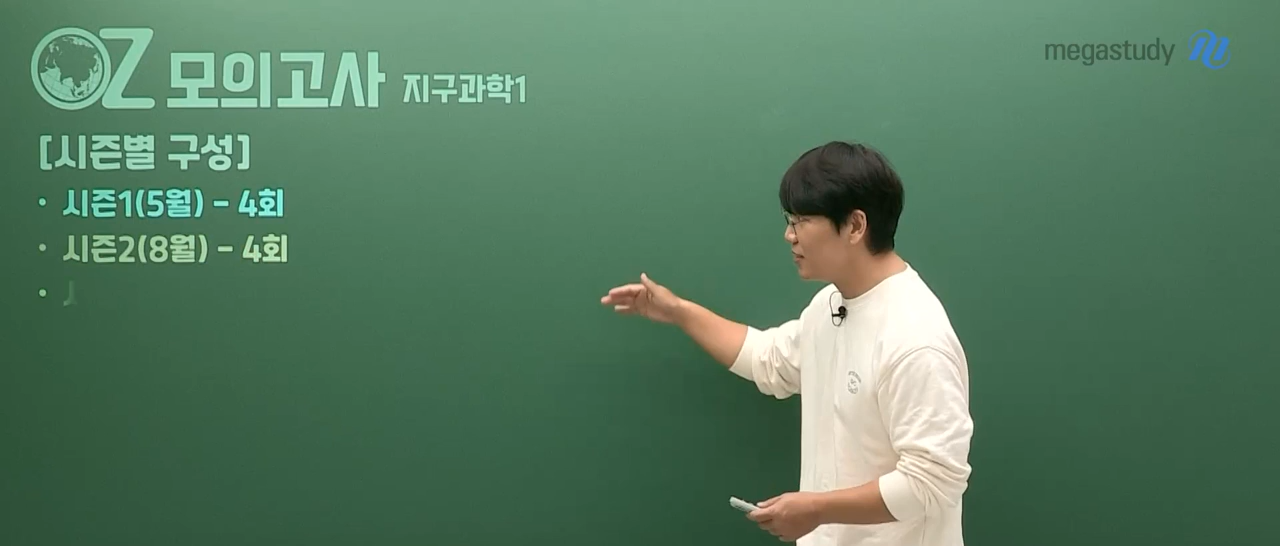 OZ 모의고사 지구과학1
megastudy
[시즌별 구성]
• 시즌1(5월) – 4회
• 시즌2(8월) – 4회
•